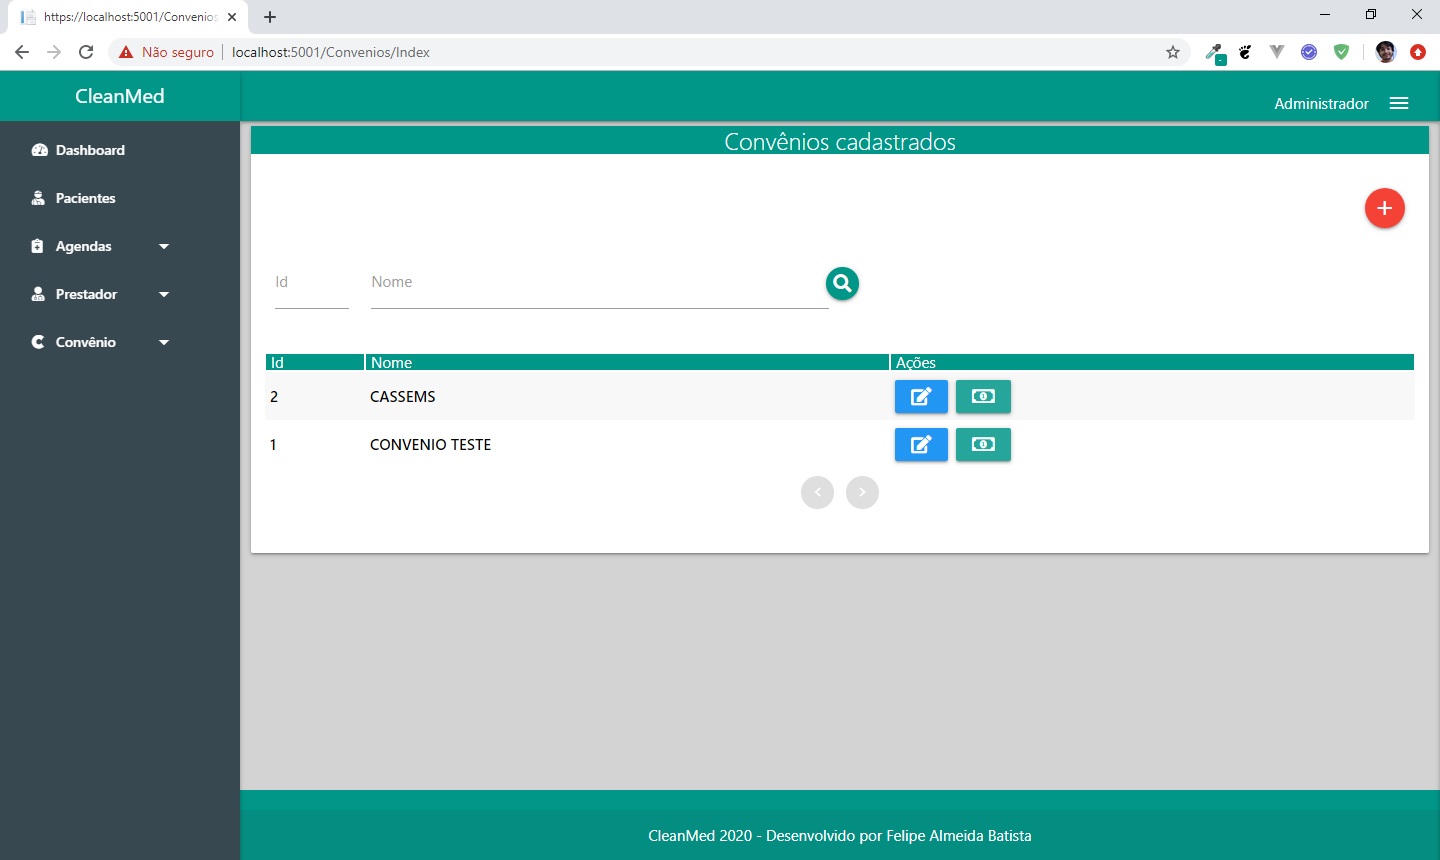 https://localhost:5001/Convenios
Não seguro
localhost:5001/Convenios/Index
CleanMed
Administrador
Dashboard
Pacientes
Agendas
Prestador
Convênio
Convênios cadastrados
Id
Nome
Id Nome Ações
2 CASSEMS
1 CONVENIO TESTE
CleanMed 2020 - Desenvolvido por Felipe Almeida Batista